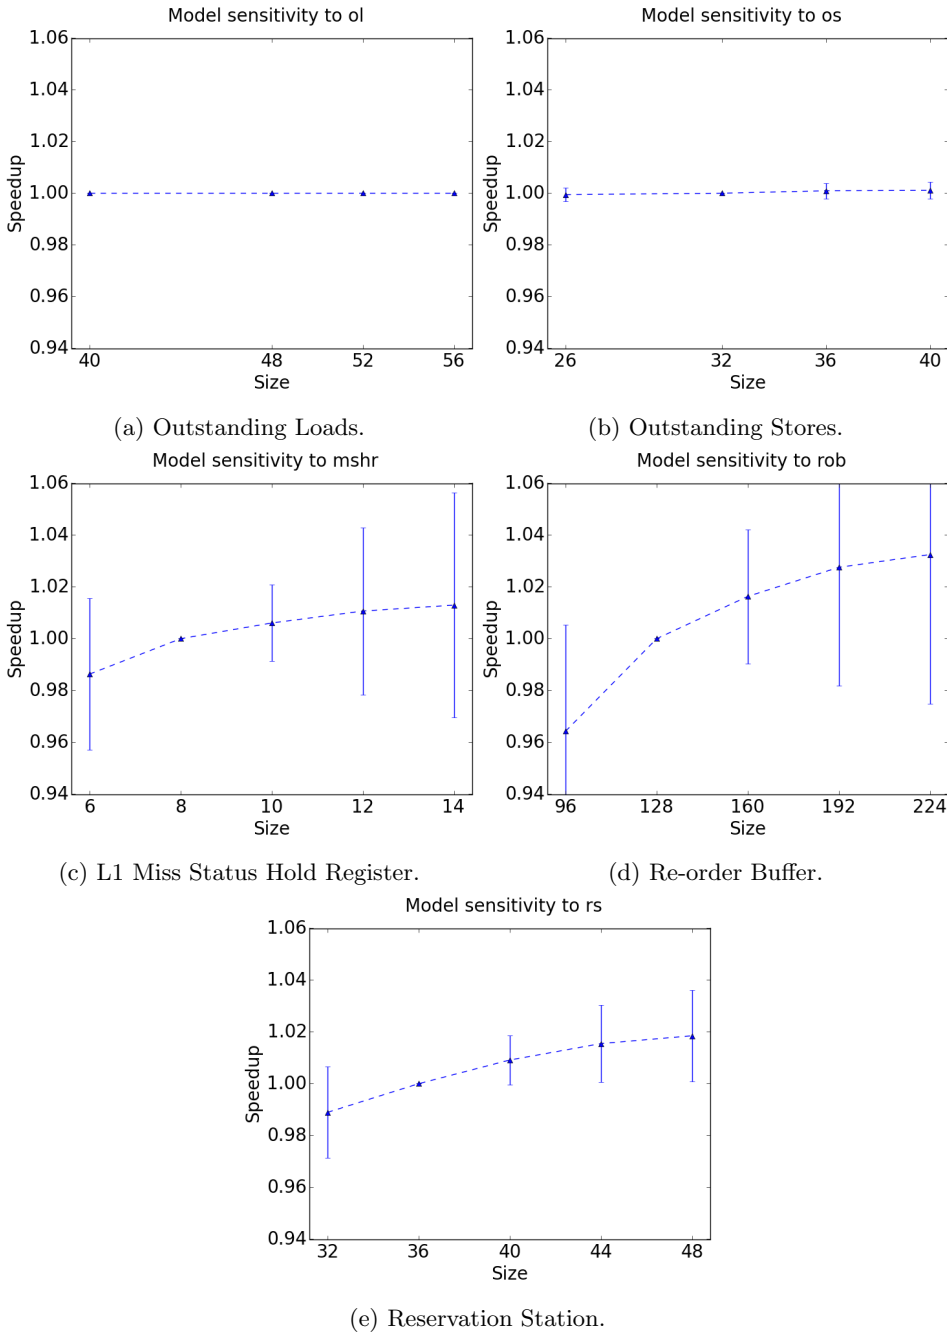 Model sensitivity to ol
1.06
1.04
1.02
1.00
0.98
0.96
0.94
Speedup
40 48 52 56
Size
(a) Outstanding Loads.
Model sensitivity to os
1.06
1.04
1.02
1.00
0.98
0.96
0.94
Speedup
26 32 36 40
Size
(b) Outstanding Stores.
Model sensitivity to mshr
1.06
1.04
1.02
1.00
0.98
0.96
0.94
Speedup
6 8 10 12 14
Size
(c) L1 Miss Status Hold Register.
Model sensitivity to rob
1.06
1.04
1.02
1.00
0.98
0.96
0.94
Speedup
96 128 160 192 224
Size
(d) Re-order Buffer.
Model sensitivity to rs
1.06
1.04
1.02
1.00
0.98
0.96
0.94
Speedup
32 36 40 44 48
Size
(e) Reservation Station.